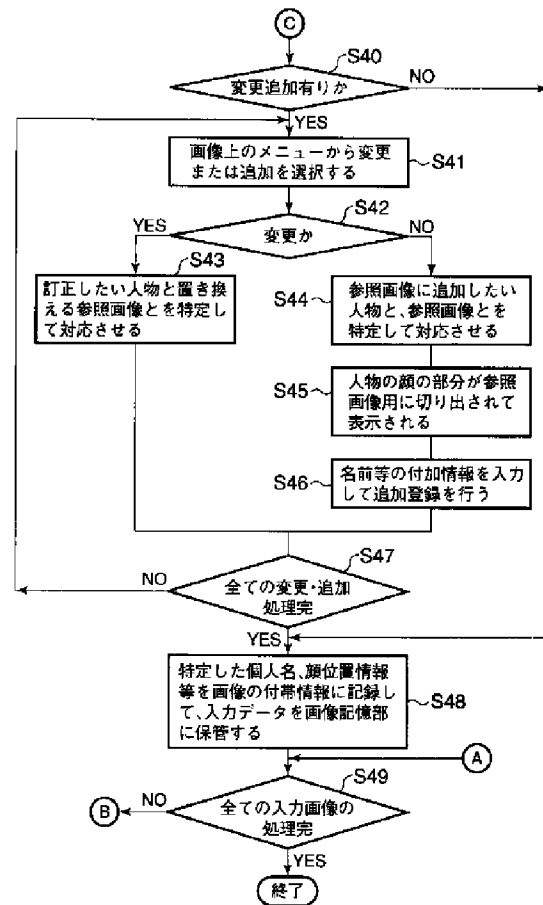 C
S40
変更追加有りか
NO
YES
画像上のメニューから変更
または追加を選択する
S41
S42
変更か
YES
NO
S43
訂正したい人物と置き換
える参照画像とを特定し
て対応させる
S44
参照画像に追加したい
人物と、参照画像とを
特定して対応させる
S45
人物の顔の部分が参照
画像用に切り出されて
表示される
S46
名前等の付加情報を入力
して追加登録を行う
S47
全ての変更・追加
処理完
NO
YES
特定した個人名、顔位置情報
等を画像の付帯情報に記録し
て、入力データを画像記憶部
に保管する
S48
A
S49
全ての入力画像の
処理完
NO
B
YES
終了